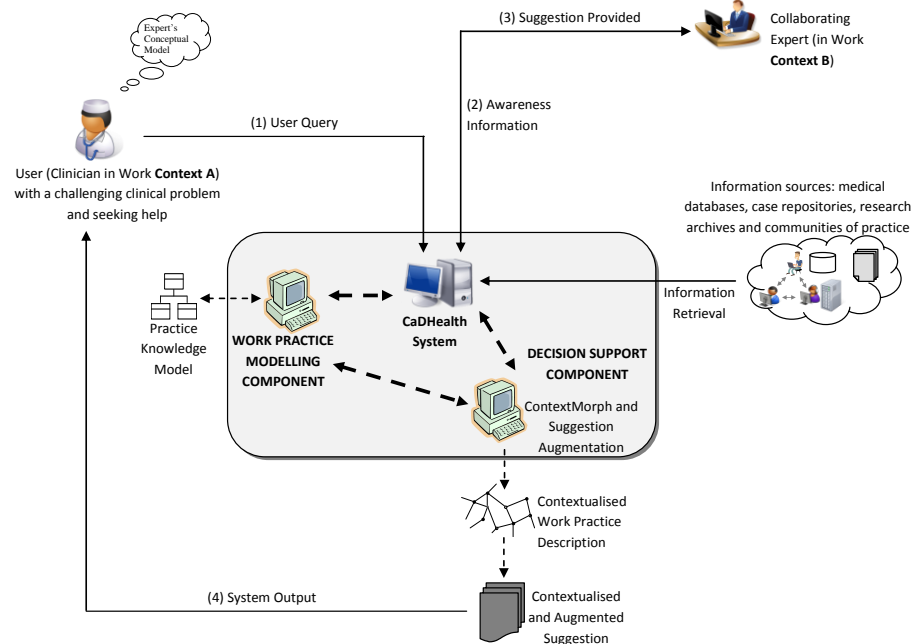 (3) Suggestion Provided
Collaborating
Expert (in Work
Context B)
Expert's
Conceptual
Model
(2) Awareness
Information
(1) User Query
User (Clinician in Work Context A)
with a challenging clinical problem
and seeking help
Information sources: medical
databases, case repositories, research
archives and communities of practice
Information
Retrieval
CaDHealth
System
Practice
Knowledge
Model
WORK PRACTICE
MODELLING
COMPONENT
DECISION SUPPORT
COMPONENT
ContextMorph and
Suggestion
Augmentation
Contextualised
Work Practice
Description
(4) System Output
Contextualised
and Augmented
Suggestion